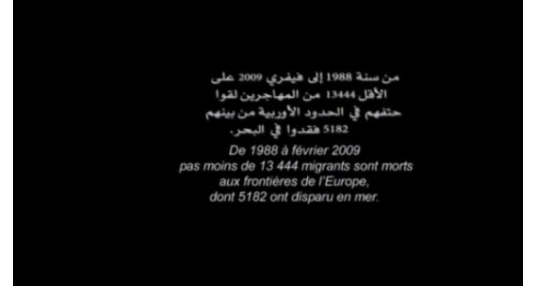 من سنة 1988 إلى فيفري 2009 على
الأقل 13444 من المهاجرين لقوا
حتفهم في الحدود الأوربية من بينهم
5182 فقدوا في البحر.
De 1988 à février 2009
pas moins de 13 444 migrants sont morts
aux frontières de l'Europe,
dont 5182 ont disparu en mer.